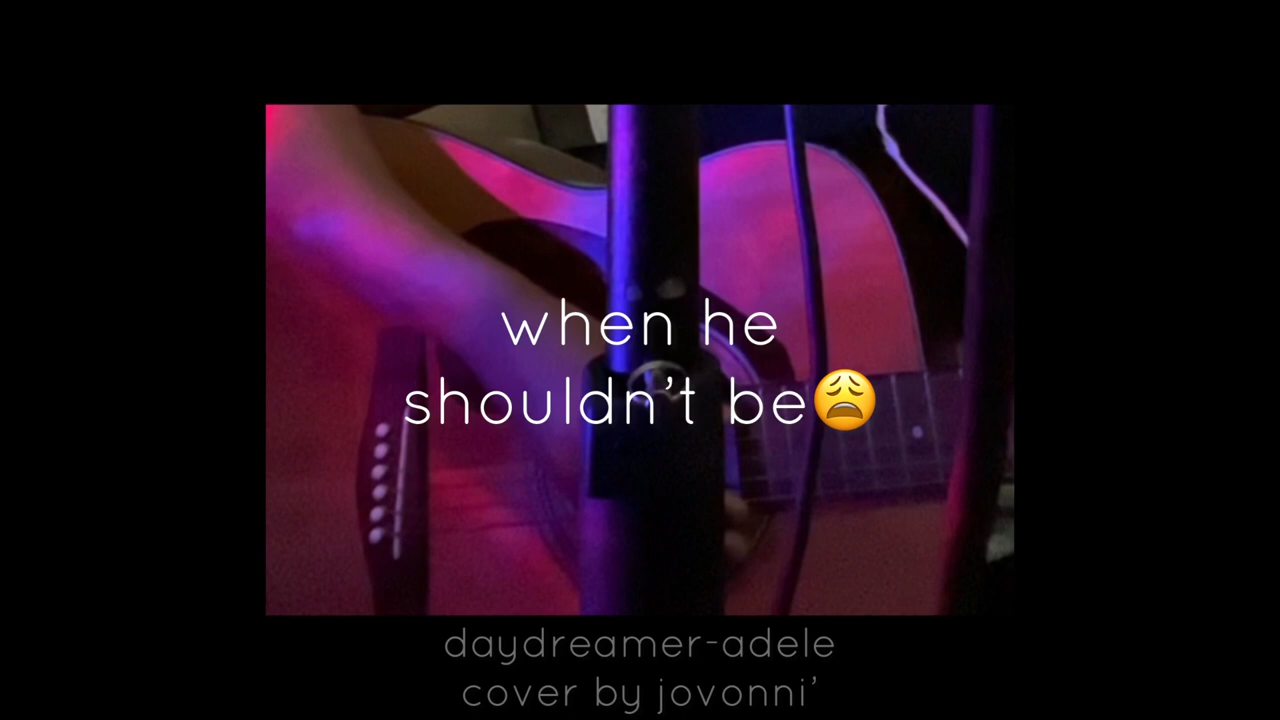 when he
shouldn’t be😩
daydreamer-adele
cover by jovonni’